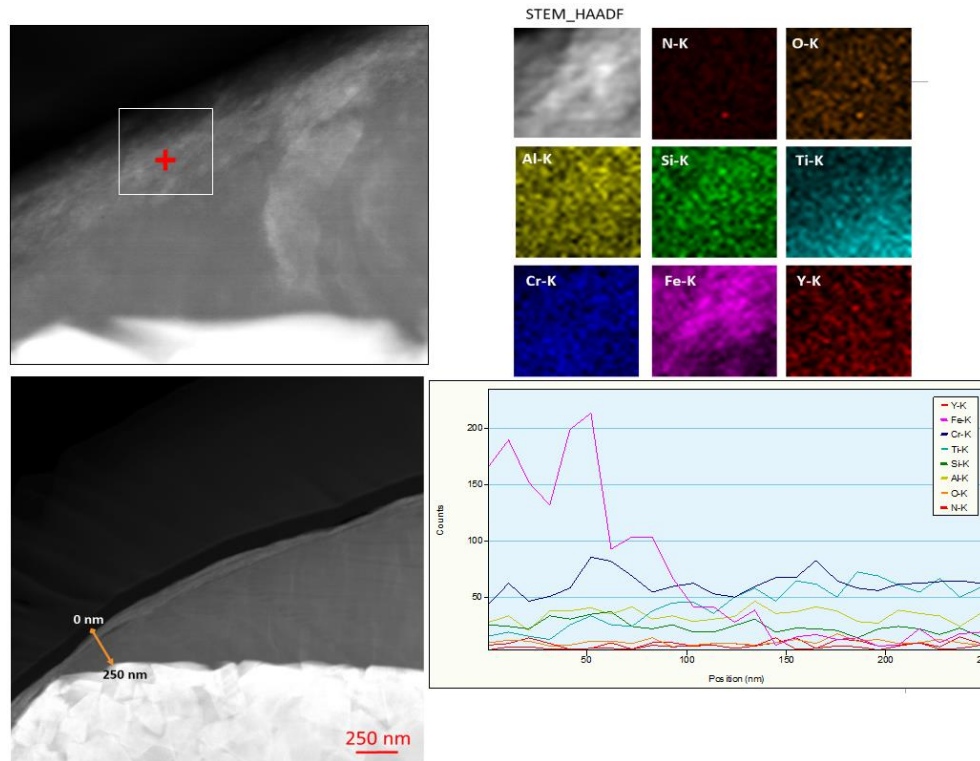 STEM_HAADF
N-K
O-K
Al-K
Si-K
Ti-K
Cr-K
Fe-K
Y-K
0 nm
250 nm
250 nm
200
150
100
50
Counts
50
100
150
200
Position (nm)
Y-K
Fe-K
Cr-K
Ti-K
Si-K
Al-K
O-K
N-K